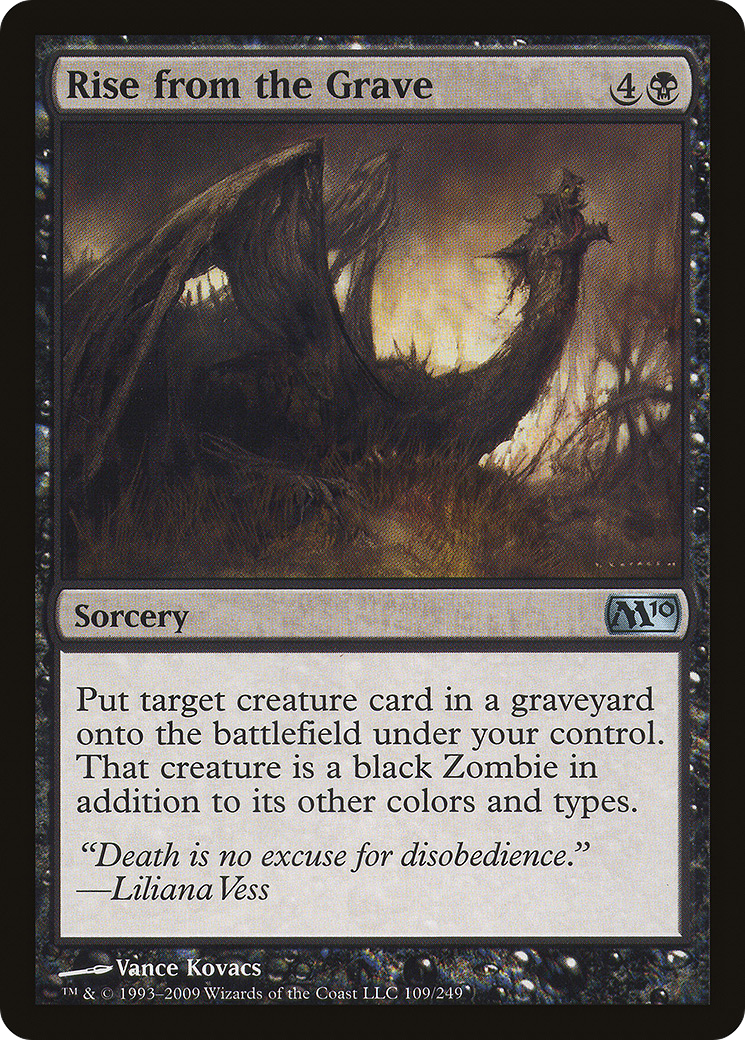 Rise from the Grave 4
Sorcery M10
Put target creature card in a graveyard
onto the battlefield under your control.
That creature is a black Zombie in
addition to its other colors and types.
“Death is no excuse for disobedience.”
—Liliana Vess
Vance Kovacs
™ & © 1993–2009 Wizards of the Coast LLC 109/249